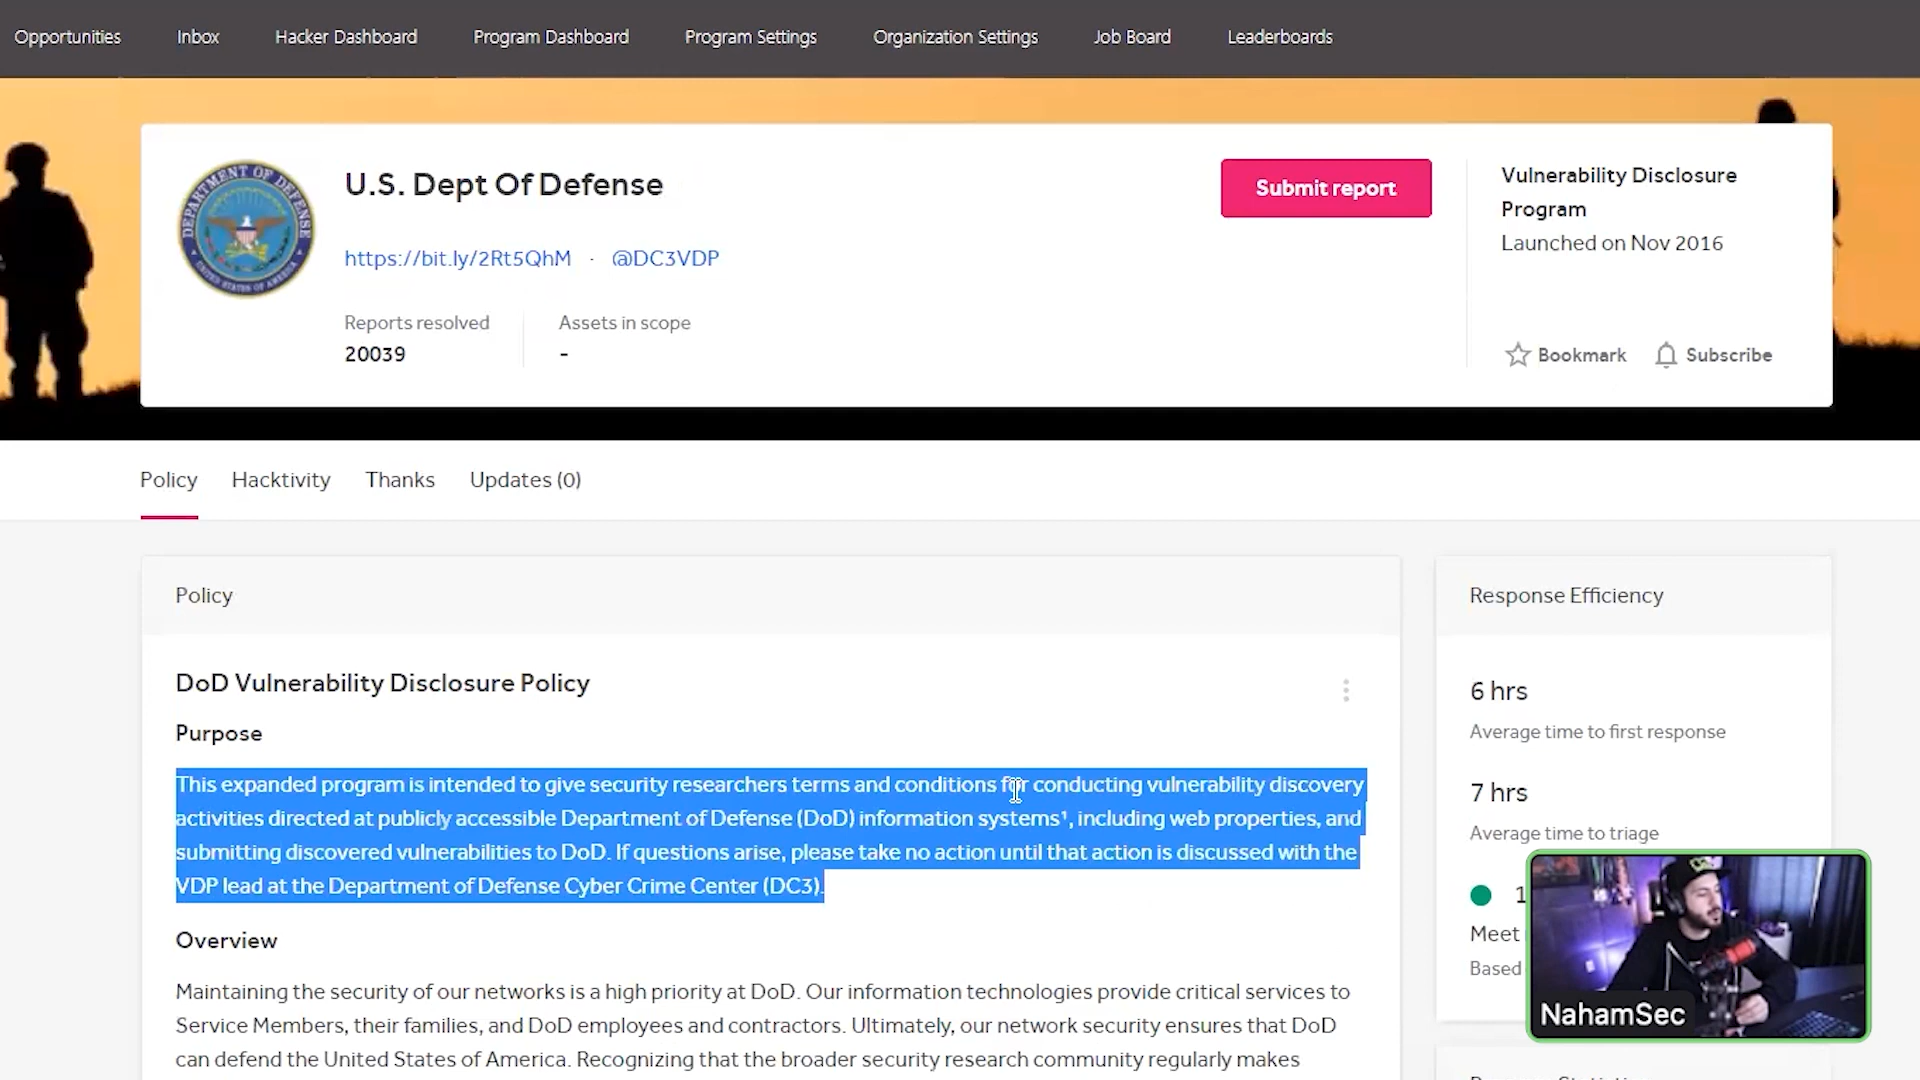 Opportunities Inbox Hacker Dashboard Program Dashboard Program Settings Organization Settings Job Board Leaderboards
DEPARTMENT OF DEFENSE
UNITED STATES OF AMERICA
U.S. Dept Of Defense
https://bit.ly/2Rt5QhM · @DC3VDP
Reports resolved
20039
Assets in scope
-
Submit report
Vulnerability Disclosure
Program
Launched on Nov 2016
Bookmark Subscribe
Policy Hacktivity Thanks Updates (0)
Policy
DoD Vulnerability Disclosure Policy
Purpose
This expanded program is intended to give security researchers terms and conditions for conducting vulnerability discovery
activities directed at publicly accessible Department of Defense (DoD) information systems¹, including web properties, and
submitting discovered vulnerabilities to DoD. If questions arise, please take no action until that action is discussed with the
VDP lead at the Department of Defense Cyber Crime Center (DC3).
Overview
Maintaining the security of our networks is a high priority at DoD. Our information technologies provide critical services to
Service Members, their families, and DoD employees and contractors. Ultimately, our network security ensures that DoD
can defend the United States of America. Recognizing that the broader security research community regularly makes
Response Efficiency
6 hrs
Average time to first response
7 hrs
Average time to triage
1
Meet
Based
NahamSec